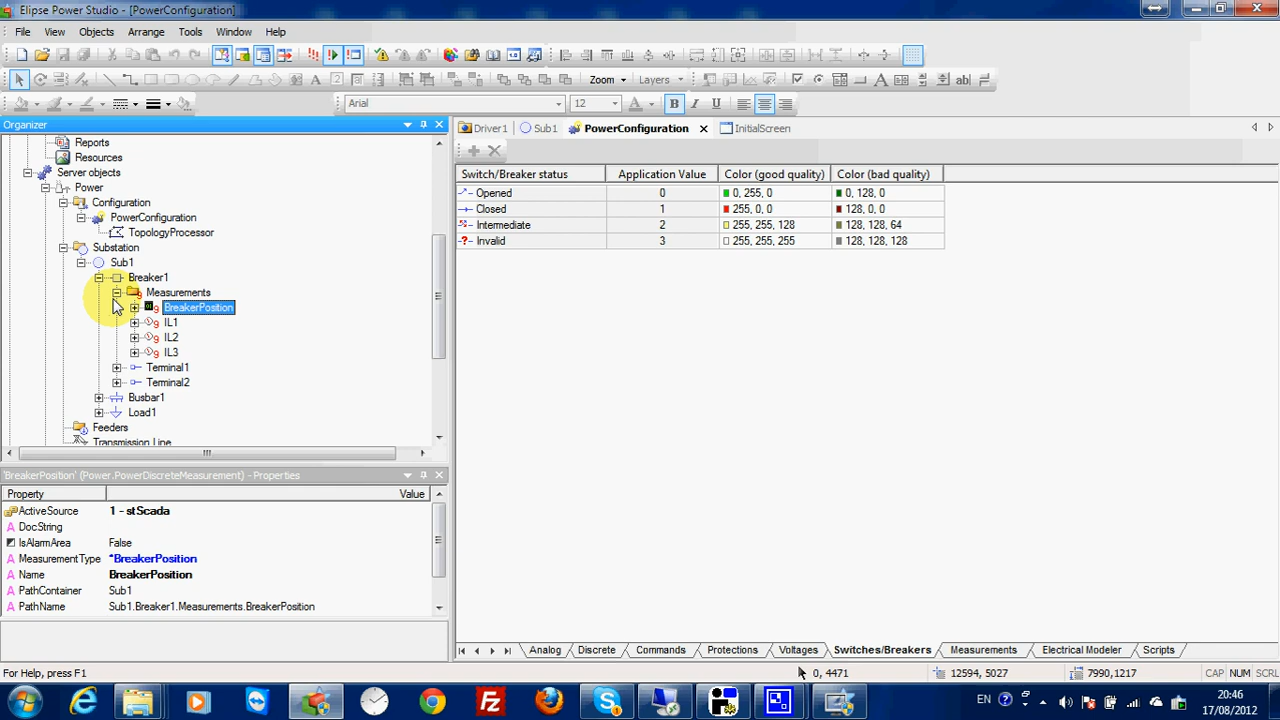 Elipse Power Studio - [PowerConfiguration]
File View Objects Arrange Tools Window Help
Zoom Layers
Arial 12 B I U
Organizer
Reports
Resources
Server objects
Power
Configuration
PowerConfiguration
TopologyProcessor
Substation
Sub1
Breaker1
Measurements
BreakerPosition
IL1
IL2
IL3
Terminal1
Terminal2
Busbar1
Load1
Feeders
Transmission Line
'BreakerPosition' (Power.PowerDiscreteMeasurement) - Properties
Property Value
ActiveSource 1 - stScada
DocString
IsAlarmArea False
MeasurementType *BreakerPosition
Name BreakerPosition
PathContainer Sub1
PathName Sub1.Breaker1.Measurements.BreakerPosition
Driver1 Sub1 PowerConfiguration InitialScreen
Switch/Breaker status Application Value Color (good quality) Color (bad quality)
Opened 0 0, 255, 0 0, 128, 0
Closed 1 255, 0, 0 128, 0, 0
Intermediate 2 255, 255, 128 128, 128, 64
Invalid 3 255, 255, 255 128, 128, 128
Analog Discrete Commands Protections Voltages Switches/Breakers Measurements Electrical Modeler Scripts
For Help, press F1 0, 4471 12594, 5027 7990,1217 CAP NUM SCRL
EN 20:46
17/08/2012